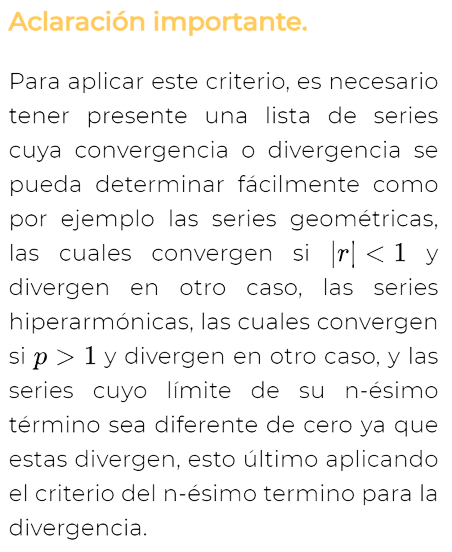 Aclaración importante.
Para aplicar este criterio, es necesario
tener presente una lista de series
cuya convergencia o divergencia se
pueda determinar fácilmente como
por ejemplo las series geométricas,
las cuales convergen si |r| < 1 y
divergen en otro caso, las series
hiperarmónicas, las cuales convergen
si p > 1 y divergen en otro caso, y las
series cuyo límite de su n-ésimo
término sea diferente de cero ya que
estas divergen, esto último aplicando
el criterio del n-ésimo termino para la
divergencia.